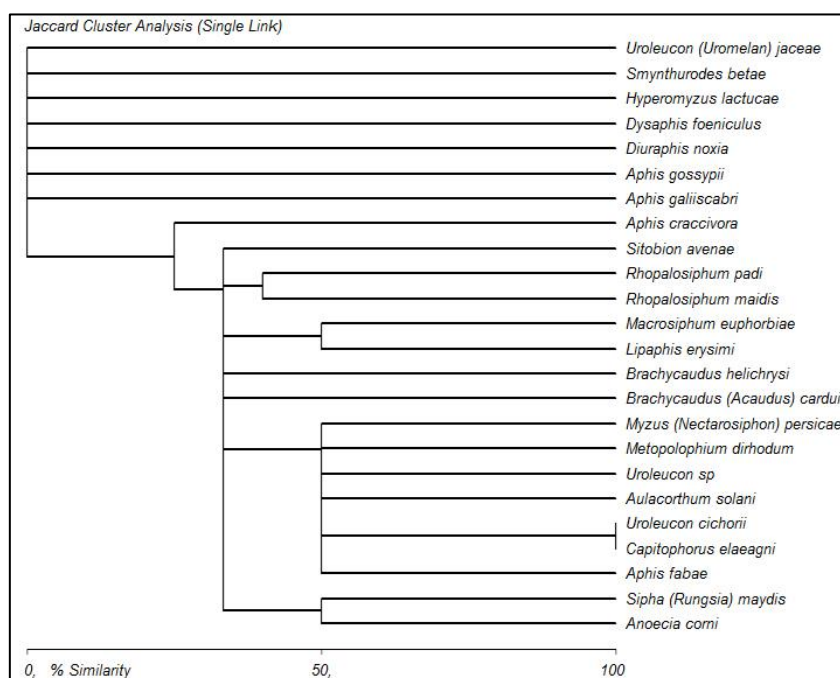 Jaccard Cluster Analysis (Single Link)
Uroleucon (Uromelan) jaceae
Smynthurodes betae
Hyperomyzus lactucae
Dysaphis foeniculus
Diuraphis noxia
Aphis gossypii
Aphis galiiscabri
Aphis craccivora
Sitobion avenae
Rhopalosiphum padi
Rhopalosiphum maidis
Macrosiphum euphorbiae
Lipaphis erysimi
Brachycaudus helichrysi
Brachycaudus (Acaudus) cardui
Myzus (Nectarosiphon) persicae
Metopolophium dirhodum
Uroleucon sp
Aulacorthum solani
Uroleucon cichorii
Capitophorus elaeagni
Aphis fabae
Sipha (Rungsia) maydis
Anoecia corni
0, % Similarity 50, 100